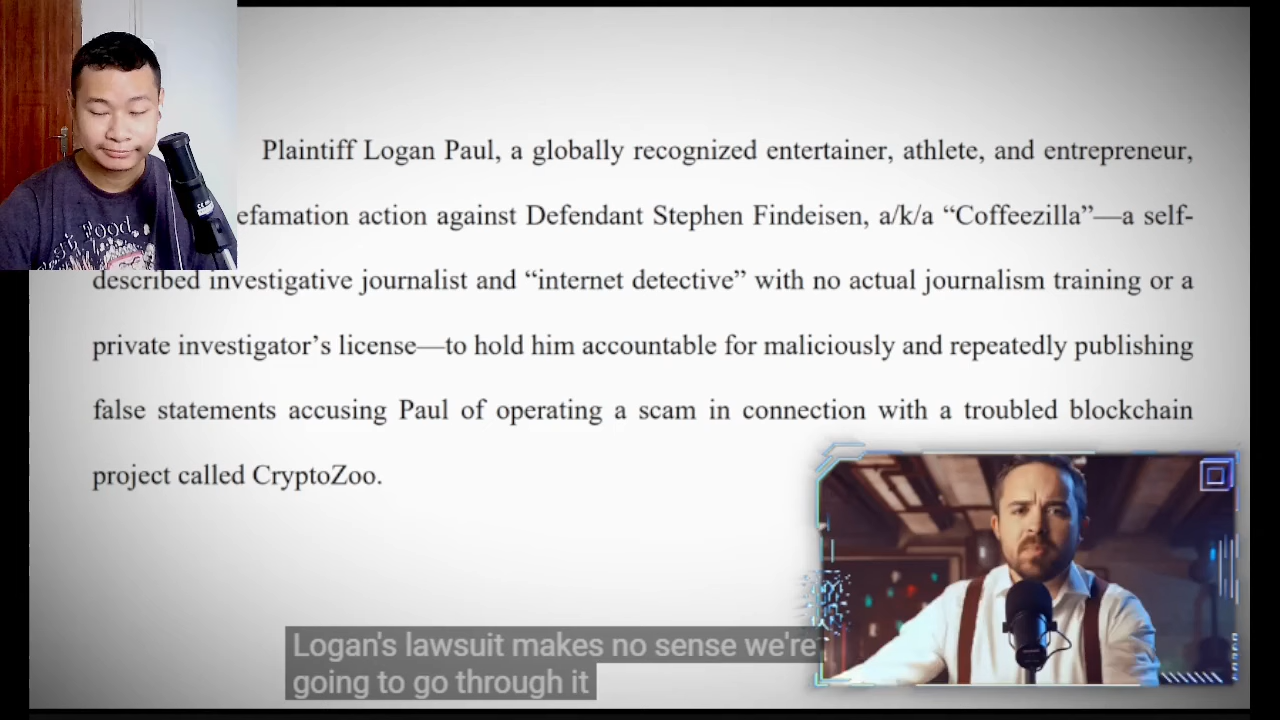 Plaintiff Logan Paul, a globally recognized entertainer, athlete, and entrepreneur,
efamation action against Defendant Stephen Findeisen, a/k/a “Coffeezilla”—a self-
described investigative journalist and “internet detective” with no actual journalism training or a
private investigator’s license—to hold him accountable for maliciously and repeatedly publishing
false statements accusing Paul of operating a scam in connection with a troubled blockchain
project called CryptoZoo.
Logan's lawsuit makes no sense we're
going to go through it